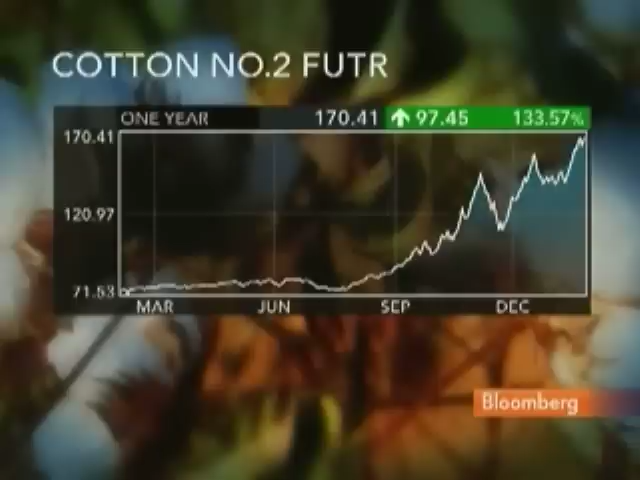 COTTON NO.2 FUTR
ONE YEAR 170.41 97.45 133.57%
170.41
120.97
71.53
MAR JUN SEP DEC
Bloomberg